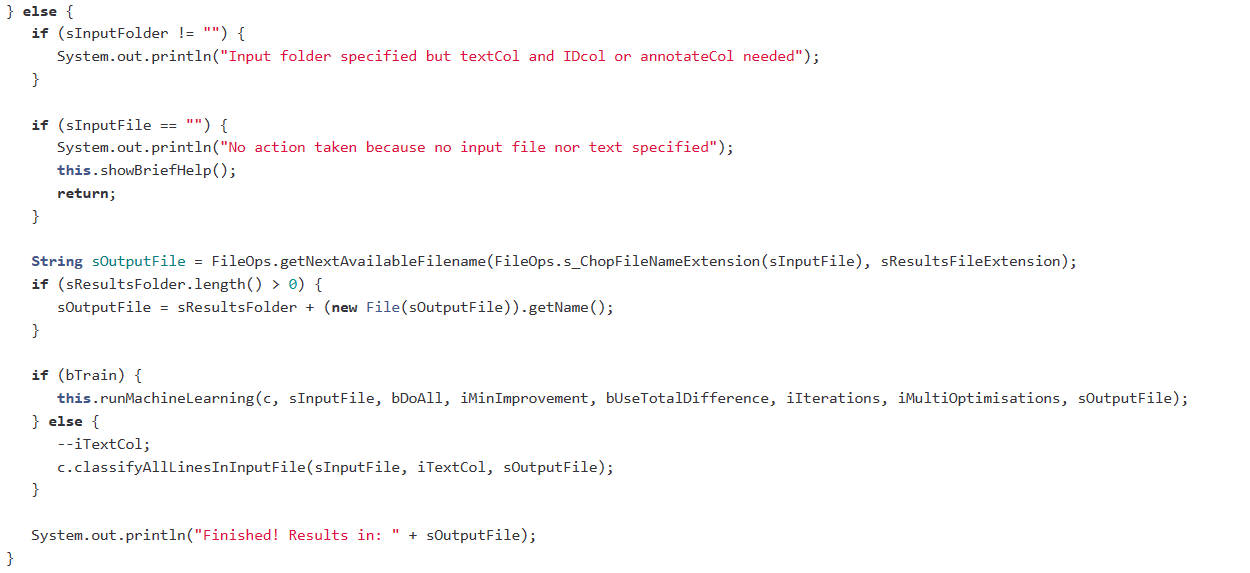 } else {
   if (sInputFolder != "") {
      System.out.println("Input folder specified but textCol and IDcol or annotateCol needed");
   }

   if (sInputFile == "") {
      System.out.println("No action taken because no input file nor text specified");
      this.showBriefHelp();
      return;
   }

   String sOutputFile = FileOps.getNextAvailableFilename(FileOps.s_ChopFileNameExtension(sInputFile), sResultsFileExtension);
   if (sResultsFolder.length() > 0) {
      sOutputFile = sResultsFolder + (new File(sOutputFile)).getName();
   }

   if (bTrain) {
      this.runMachineLearning(c, sInputFile, bDoAll, iMinImprovement, bUseTotalDifference, iIterations, iMultiOptimisations, sOutputFile);
   } else {
      --iTextCol;
      c.classifyAllLinesInInputFile(sInputFile, iTextCol, sOutputFile);
   }

   System.out.println("Finished! Results in: " + sOutputFile);
}